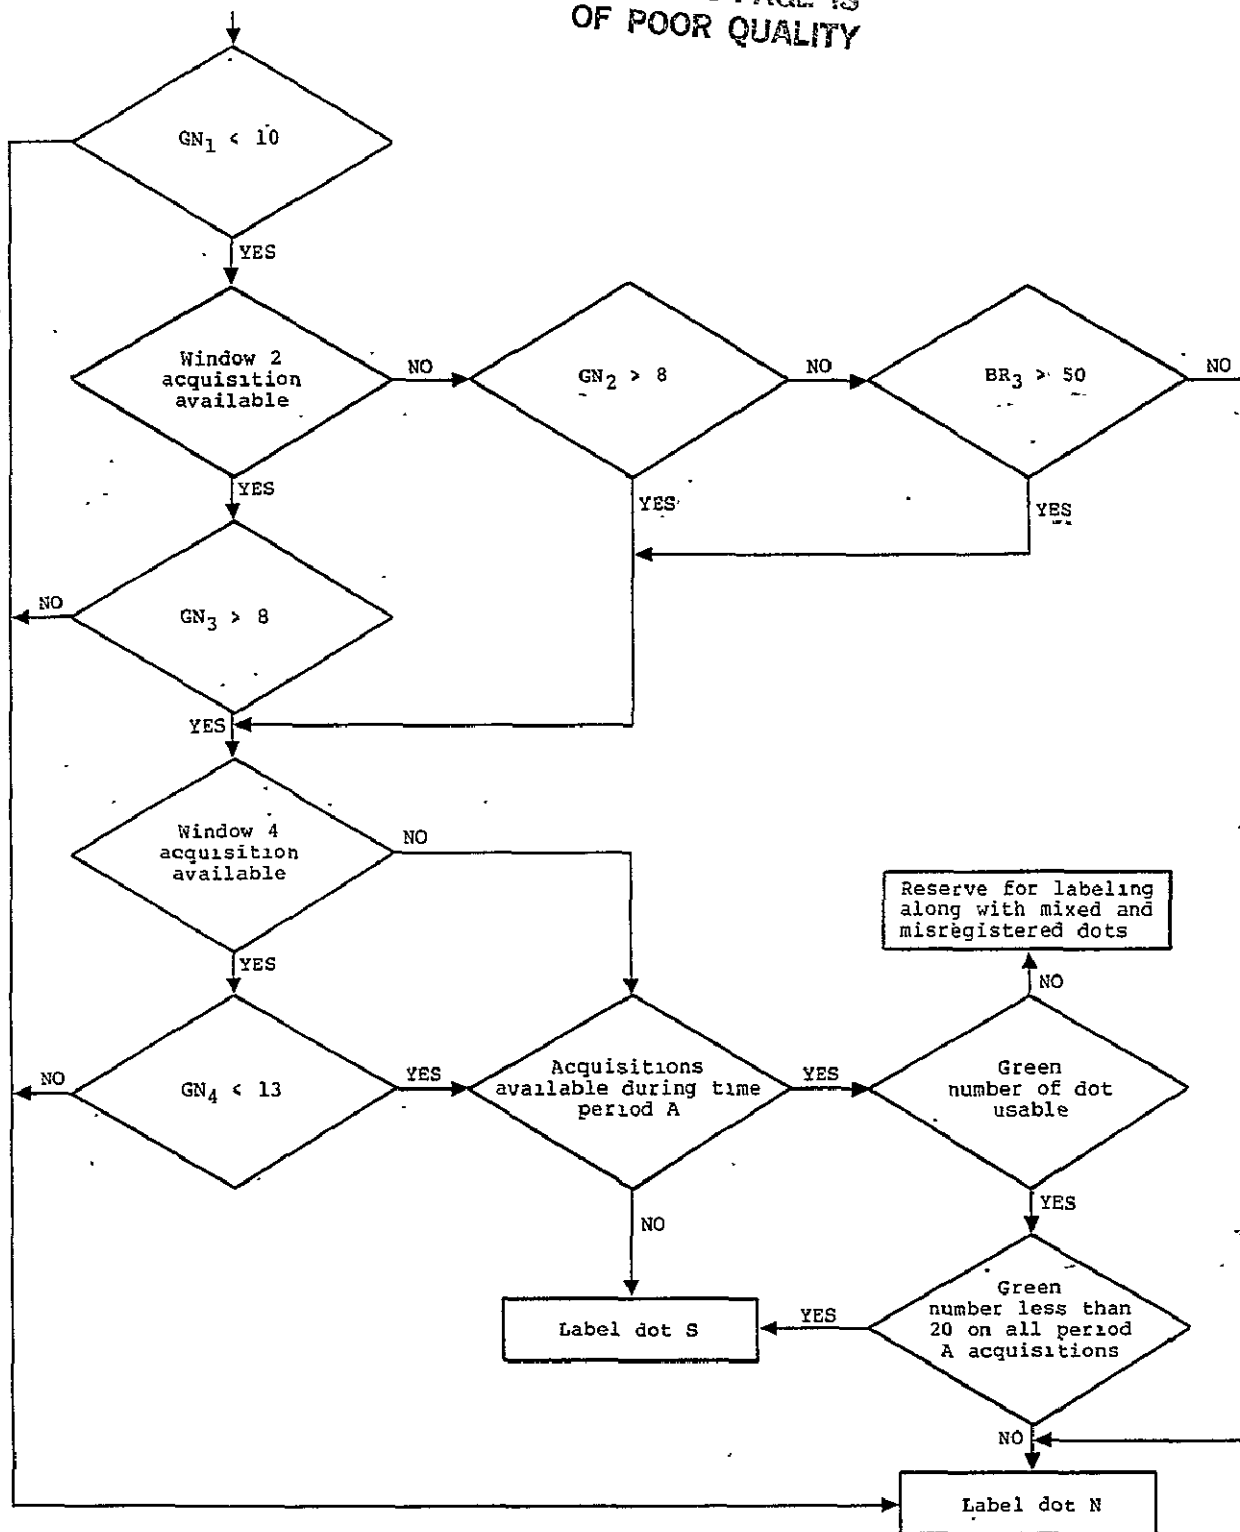 PAGE IS
OF POOR QUALITY
GN1 < 10
YES
Window 2
acquisition
available
NO
GN2 > 8
NO
BR3 > 50
NO
YES
YES
YES
NO
GN3 > 8
YES
Window 4
acquisition
available
NO
Reserve for labeling
along with mixed and
misregistered dots
YES
NO
NO
GN4 < 13
YES
Acquisitions
available during time
period A
YES
Green
number of dot
usable
NO
YES
Label dot S
YES
Green
number less than
20 on all period
A acquisitions
NO
Label dot N